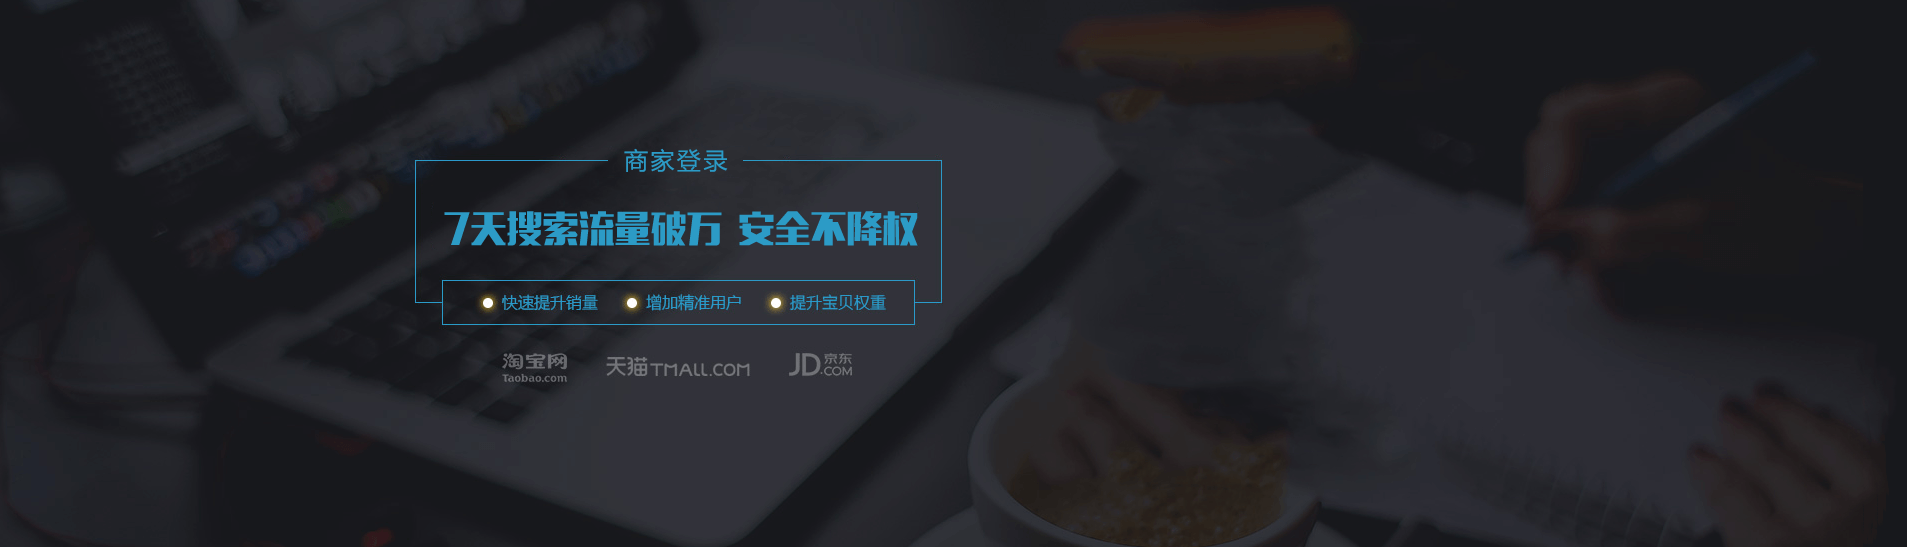 商家登录
7天搜索流量破万 安全不降权
快速提升销量 增加精准用户 提升宝贝权重
淘宝网 天猫TMALL.COM JD京东.COM
Taobao.com